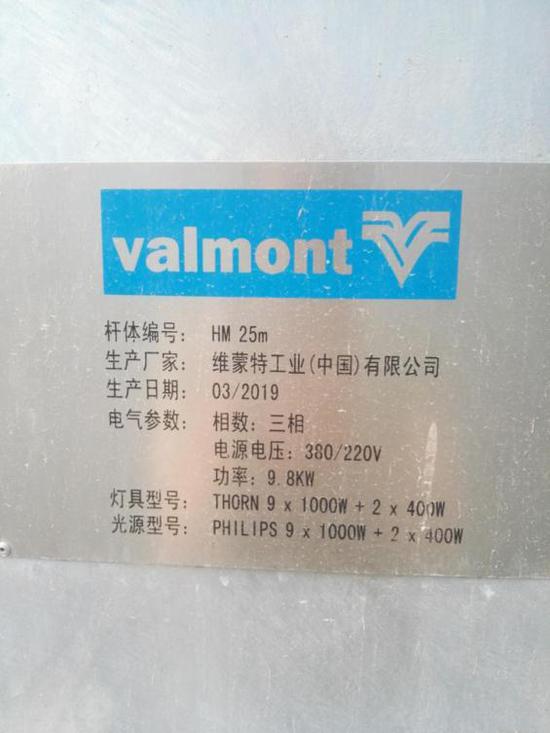 valmont
杆体编号: HM 25m
生产厂家: 维蒙特工业(中国)有限公司
生产日期: 03/2019
电气参数: 相数: 三相
电源电压: 380/220V
功率: 9.8KW
灯具型号: THORN 9 x 1000W + 2 x 400W
光源型号: PHILIPS 9 x 1000W + 2 x 400W